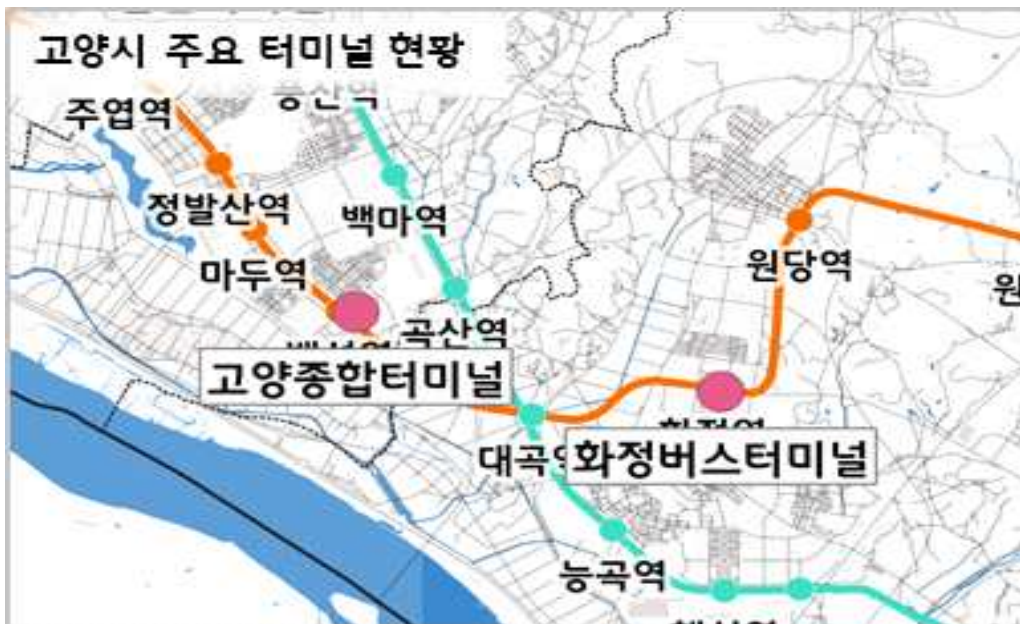 고양시 주요 터미널 현황
주엽역
정발산역
백마역
마두역
원당역
원
곡산역
고양종합터미널
대곡
화정버스터미널
능곡역